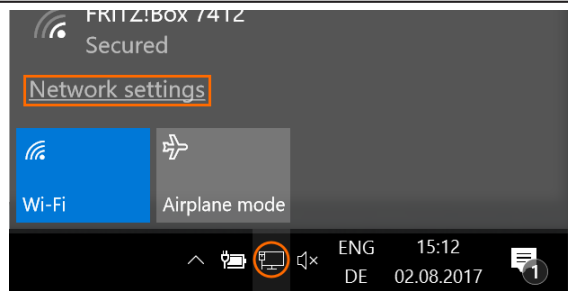 FRITZ!Box 7412
Secured
Network settings
Wi-Fi
Airplane mode
ENG
DE
15:12
02.08.2017
1